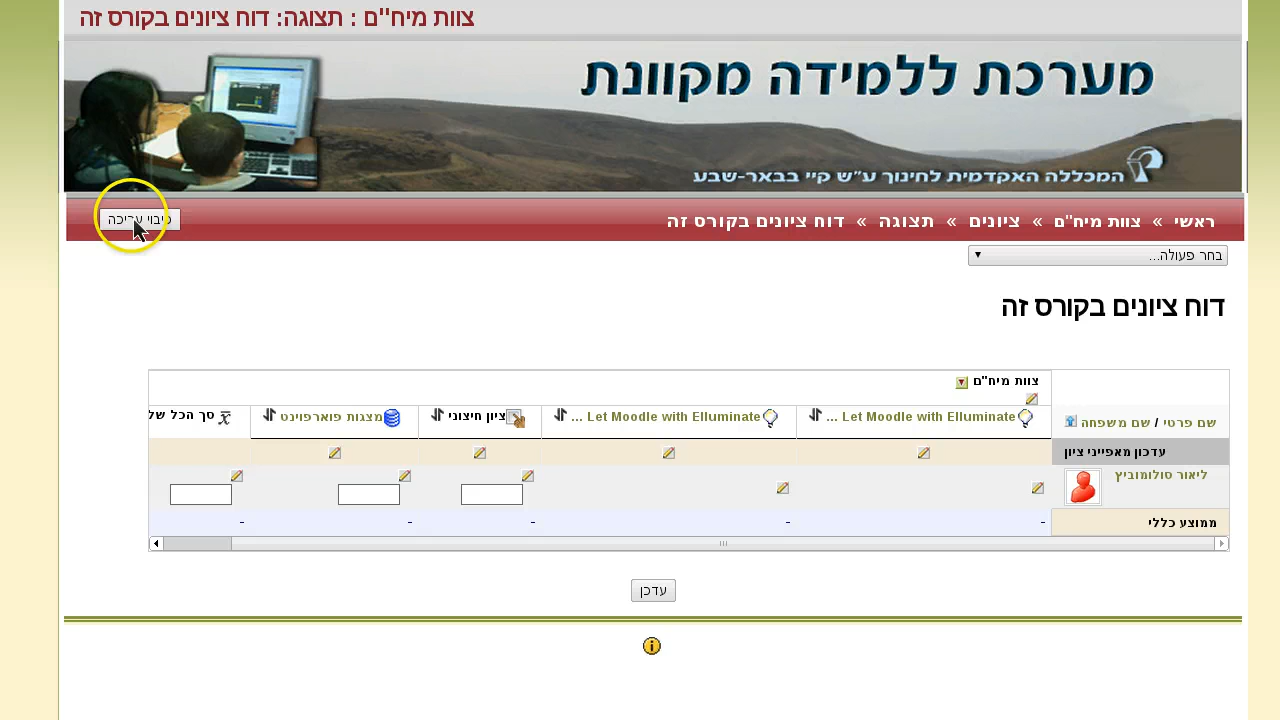 צוות מיח"ם : תצוגה: דוח ציונים בקורס זה
מערכת ללמידה מקוונת
המכללה האקדמית לחינוך ע"ש קיי בבאר-שבע
ראשי » צוות מיח"ם » ציונים » תצוגה » דוח ציונים בקורס זה
כיבוי עריכה
בחר פעולה...
דוח ציונים בקורס זה
צוות מיח"ם
שם פרטי / שם משפחה
Let Moodle with Elluminate ...
Let Moodle with Elluminate ...
ציון חיצוני
מצגות פוארפוינט
סך הכל של
עדכון מאפייני ציון
ליאור סולומוביץ
ממוצע כללי - - - - -
עדכן